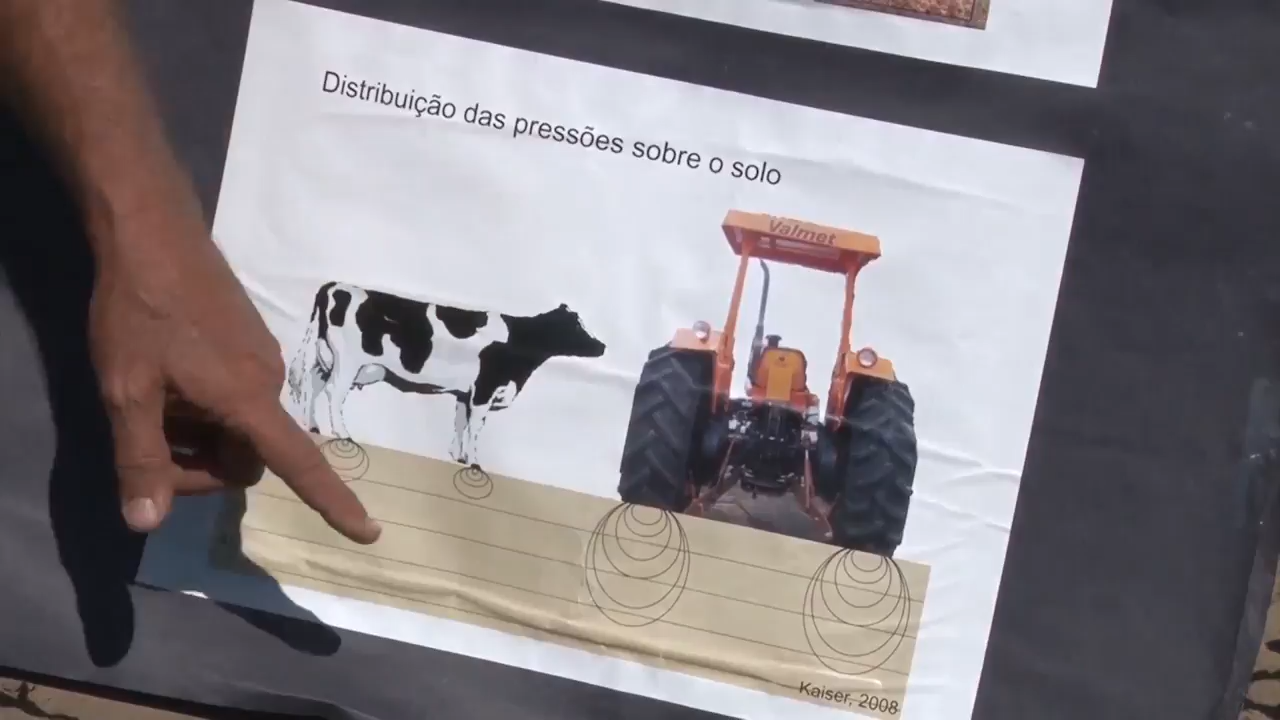 Distribuição das pressões sobre o solo
Valmet
Kaiser, 2008